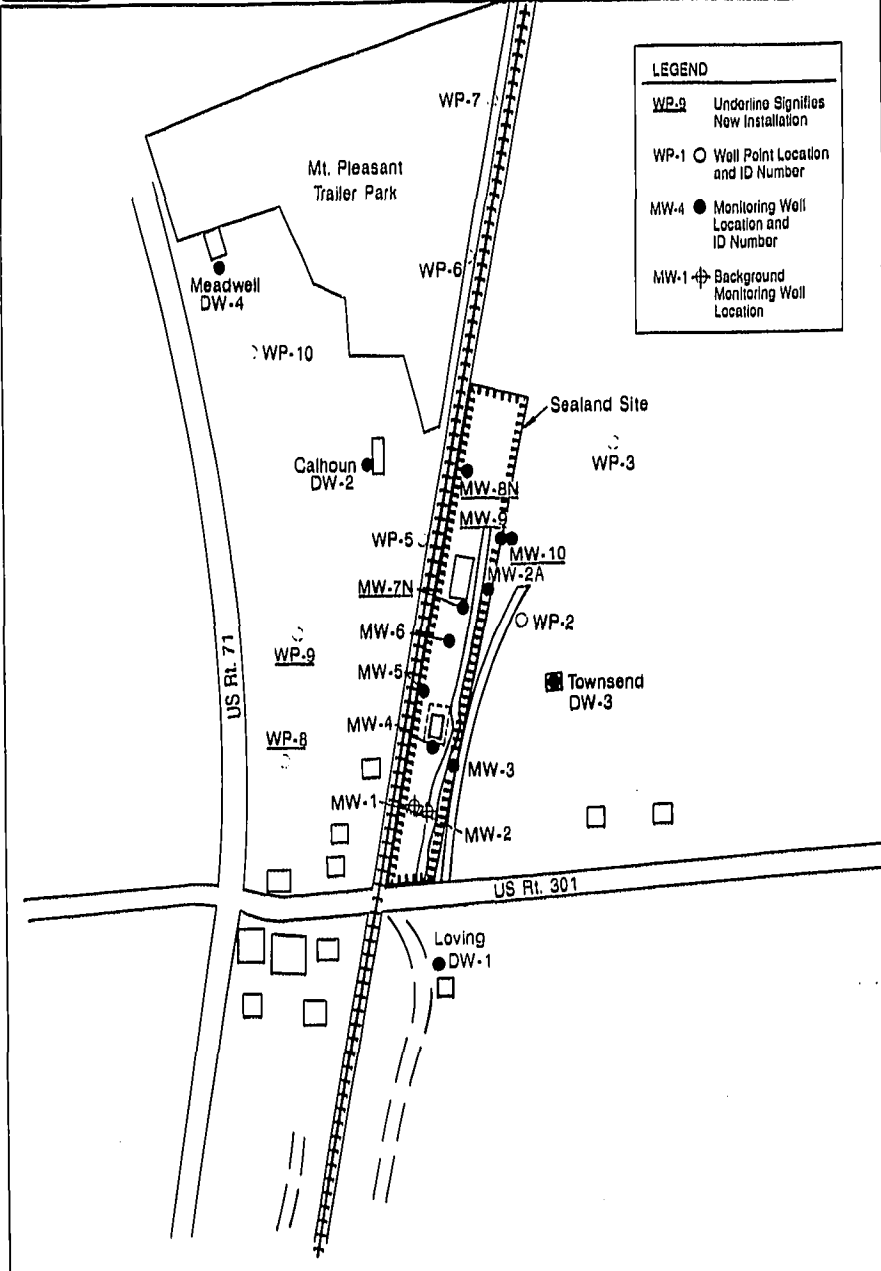 LEGEND
WP-9 Underline Signifies
New Installation
WP-1 Well Point Location
and ID Number
MW-4 Monitoring Well
Location and
ID Number
MW-1 Background
Monitoring Well
Location
WP-7
Mt. Pleasant
Trailer Park
WP-6
Meadwell
DW-4
WP-10
Sealand Site
WP-3
Calhoun
DW-2
MW-8N
MW-9
WP-5
MW-10
MW-2A
MW-7N
WP-2
MW-6
WP-9
MW-5
Townsend
DW-3
US Rt. 71
MW-4
WP-8
MW-3
MW-1
MW-2
US Rt. 301
Loving
DW-1